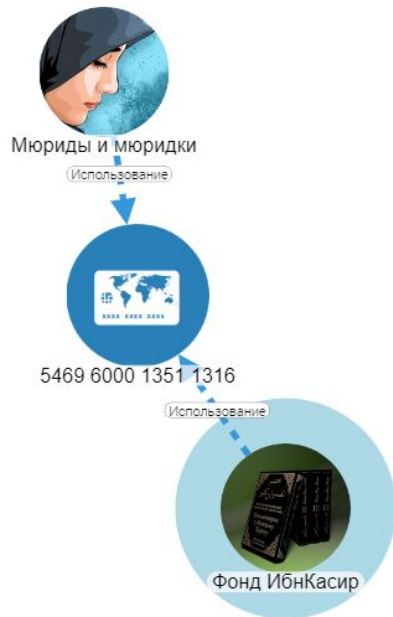 Мюриды и мюридки
Использование
5469 6000 1351 1316
Использование
Фонд ИбнКасир